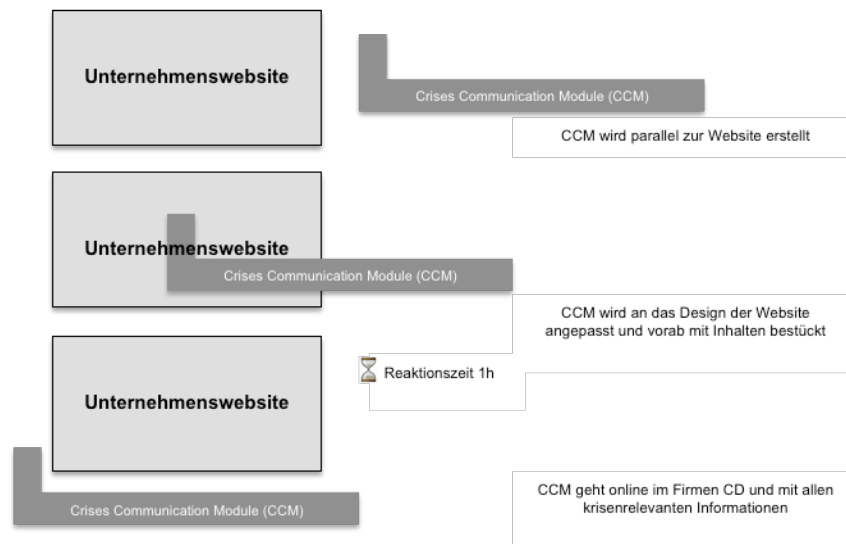 Unternehmenswebsite
Crises Communication Module (CCM)
CCM wird parallel zur Website erstellt
Unternehmenswebsite
Crises Communication Module (CCM)
CCM wird an das Design der Website
angepasst und vorab mit Inhalten bestückt
Reaktionszeit 1h
Unternehmenswebsite
Crises Communication Module (CCM)
CCM geht online im Firmen CD und mit allen
krisenrelevanten Informationen